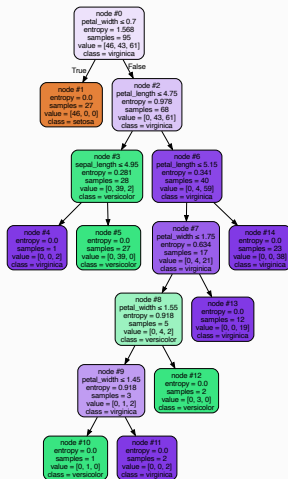 node #0
petal_width ≤ 0.7
entropy = 1.568
samples = 95
value = [46, 43, 61]
class = virginica
True
False
node #1
entropy = 0.0
samples = 27
value = [46, 0, 0]
class = setosa
node #2
petal_length ≤ 4.75
entropy = 0.978
samples = 68
value = [0, 43, 61]
class = virginica
node #3
sepal_length ≤ 4.95
entropy = 0.281
samples = 28
value = [0, 39, 2]
class = versicolor
node #6
petal_length ≤ 5.15
entropy = 0.341
samples = 40
value = [0, 4, 59]
class = virginica
node #4
entropy = 0.0
samples = 1
value = [0, 0, 2]
class = virginica
node #5
entropy = 0.0
samples = 27
value = [0, 39, 0]
class = versicolor
node #7
petal_width ≤ 1.75
entropy = 0.634
samples = 17
value = [0, 4, 21]
class = virginica
node #14
entropy = 0.0
samples = 23
value = [0, 0, 38]
class = virginica
node #8
petal_width ≤ 1.55
entropy = 0.918
samples = 5
value = [0, 4, 2]
class = versicolor
node #13
entropy = 0.0
samples = 12
value = [0, 0, 19]
class = virginica
node #9
petal_width ≤ 1.45
entropy = 0.918
samples = 3
value = [0, 1, 2]
class = virginica
node #12
entropy = 0.0
samples = 2
value = [0, 3, 0]
class = versicolor
node #10
entropy = 0.0
samples = 1
value = [0, 1, 0]
class = versicolor
node #11
entropy = 0.0
samples = 2
value = [0, 0, 2]
class = virginica